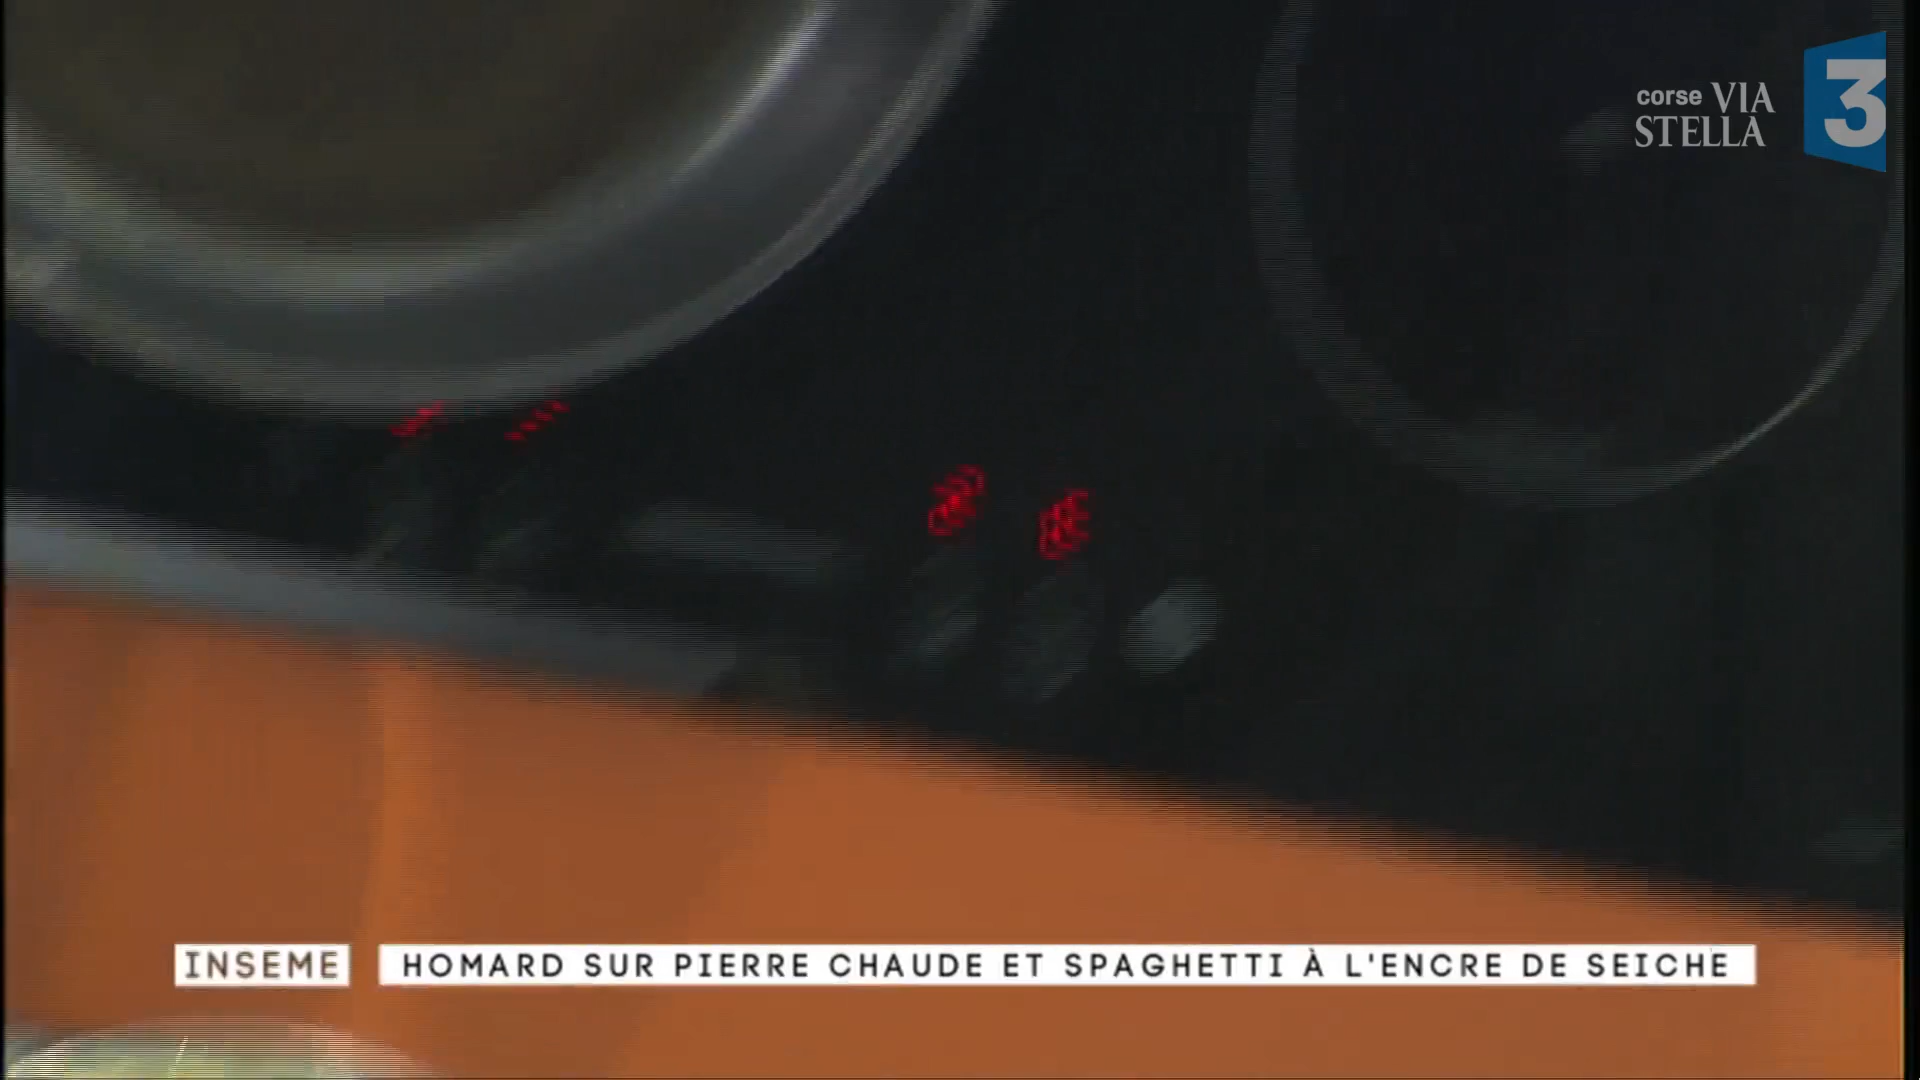 corse VIA
STELLA
3
INSEME
HOMARD SUR PIERRE CHAUDE ET SPAGHETTI À L'ENCRE DE SEICHE